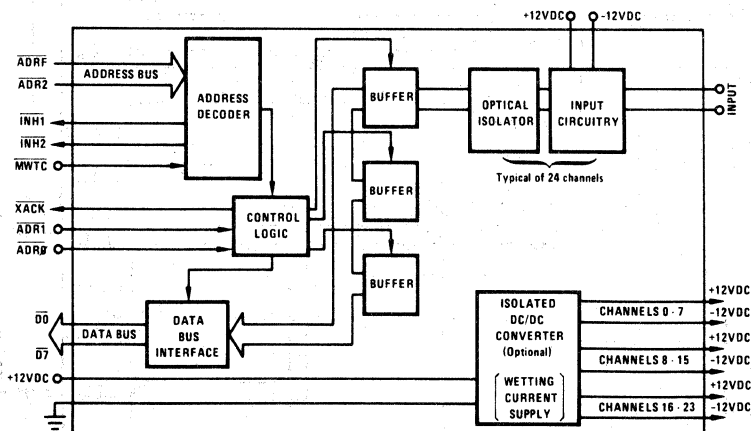 +12VDC -12VDC
ADRF
ADDRESS BUS
ADR2
ADDRESS
DECODER
INH1
INH2
MWTC
BUFFER
OPTICAL
ISOLATOR
INPUT
CIRCUITRY
INPUT
Typical of 24 channels
BUFFER
XACK
ADR1
ADR0
CONTROL
LOGIC
BUFFER
D0
DATA BUS
D7
DATA
BUS
INTERFACE
ISOLATED
DC/DC
CONVERTER
(Optional)
WETTING
CURRENT
SUPPLY
+12VDC
CHANNELS 0 - 7
-12VDC
+12VDC
CHANNELS 8 - 15
-12VDC
+12VDC
CHANNELS 16 - 23
-12VDC
+12VDC